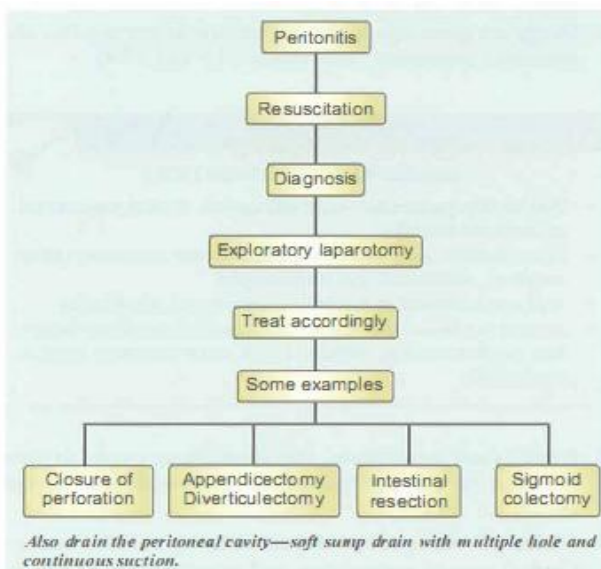 Peritonitis
Resuscitation
Diagnosis
Exploratory laparotomy
Treat accordingly
Some examples
Closure of
perforation
Appendicectomy
Diverticulectomy
Intestinal
resection
Sigmoid
colectomy
Also drain the peritoneal cavity—soft sump drain with multiple hole and
continuous suction.